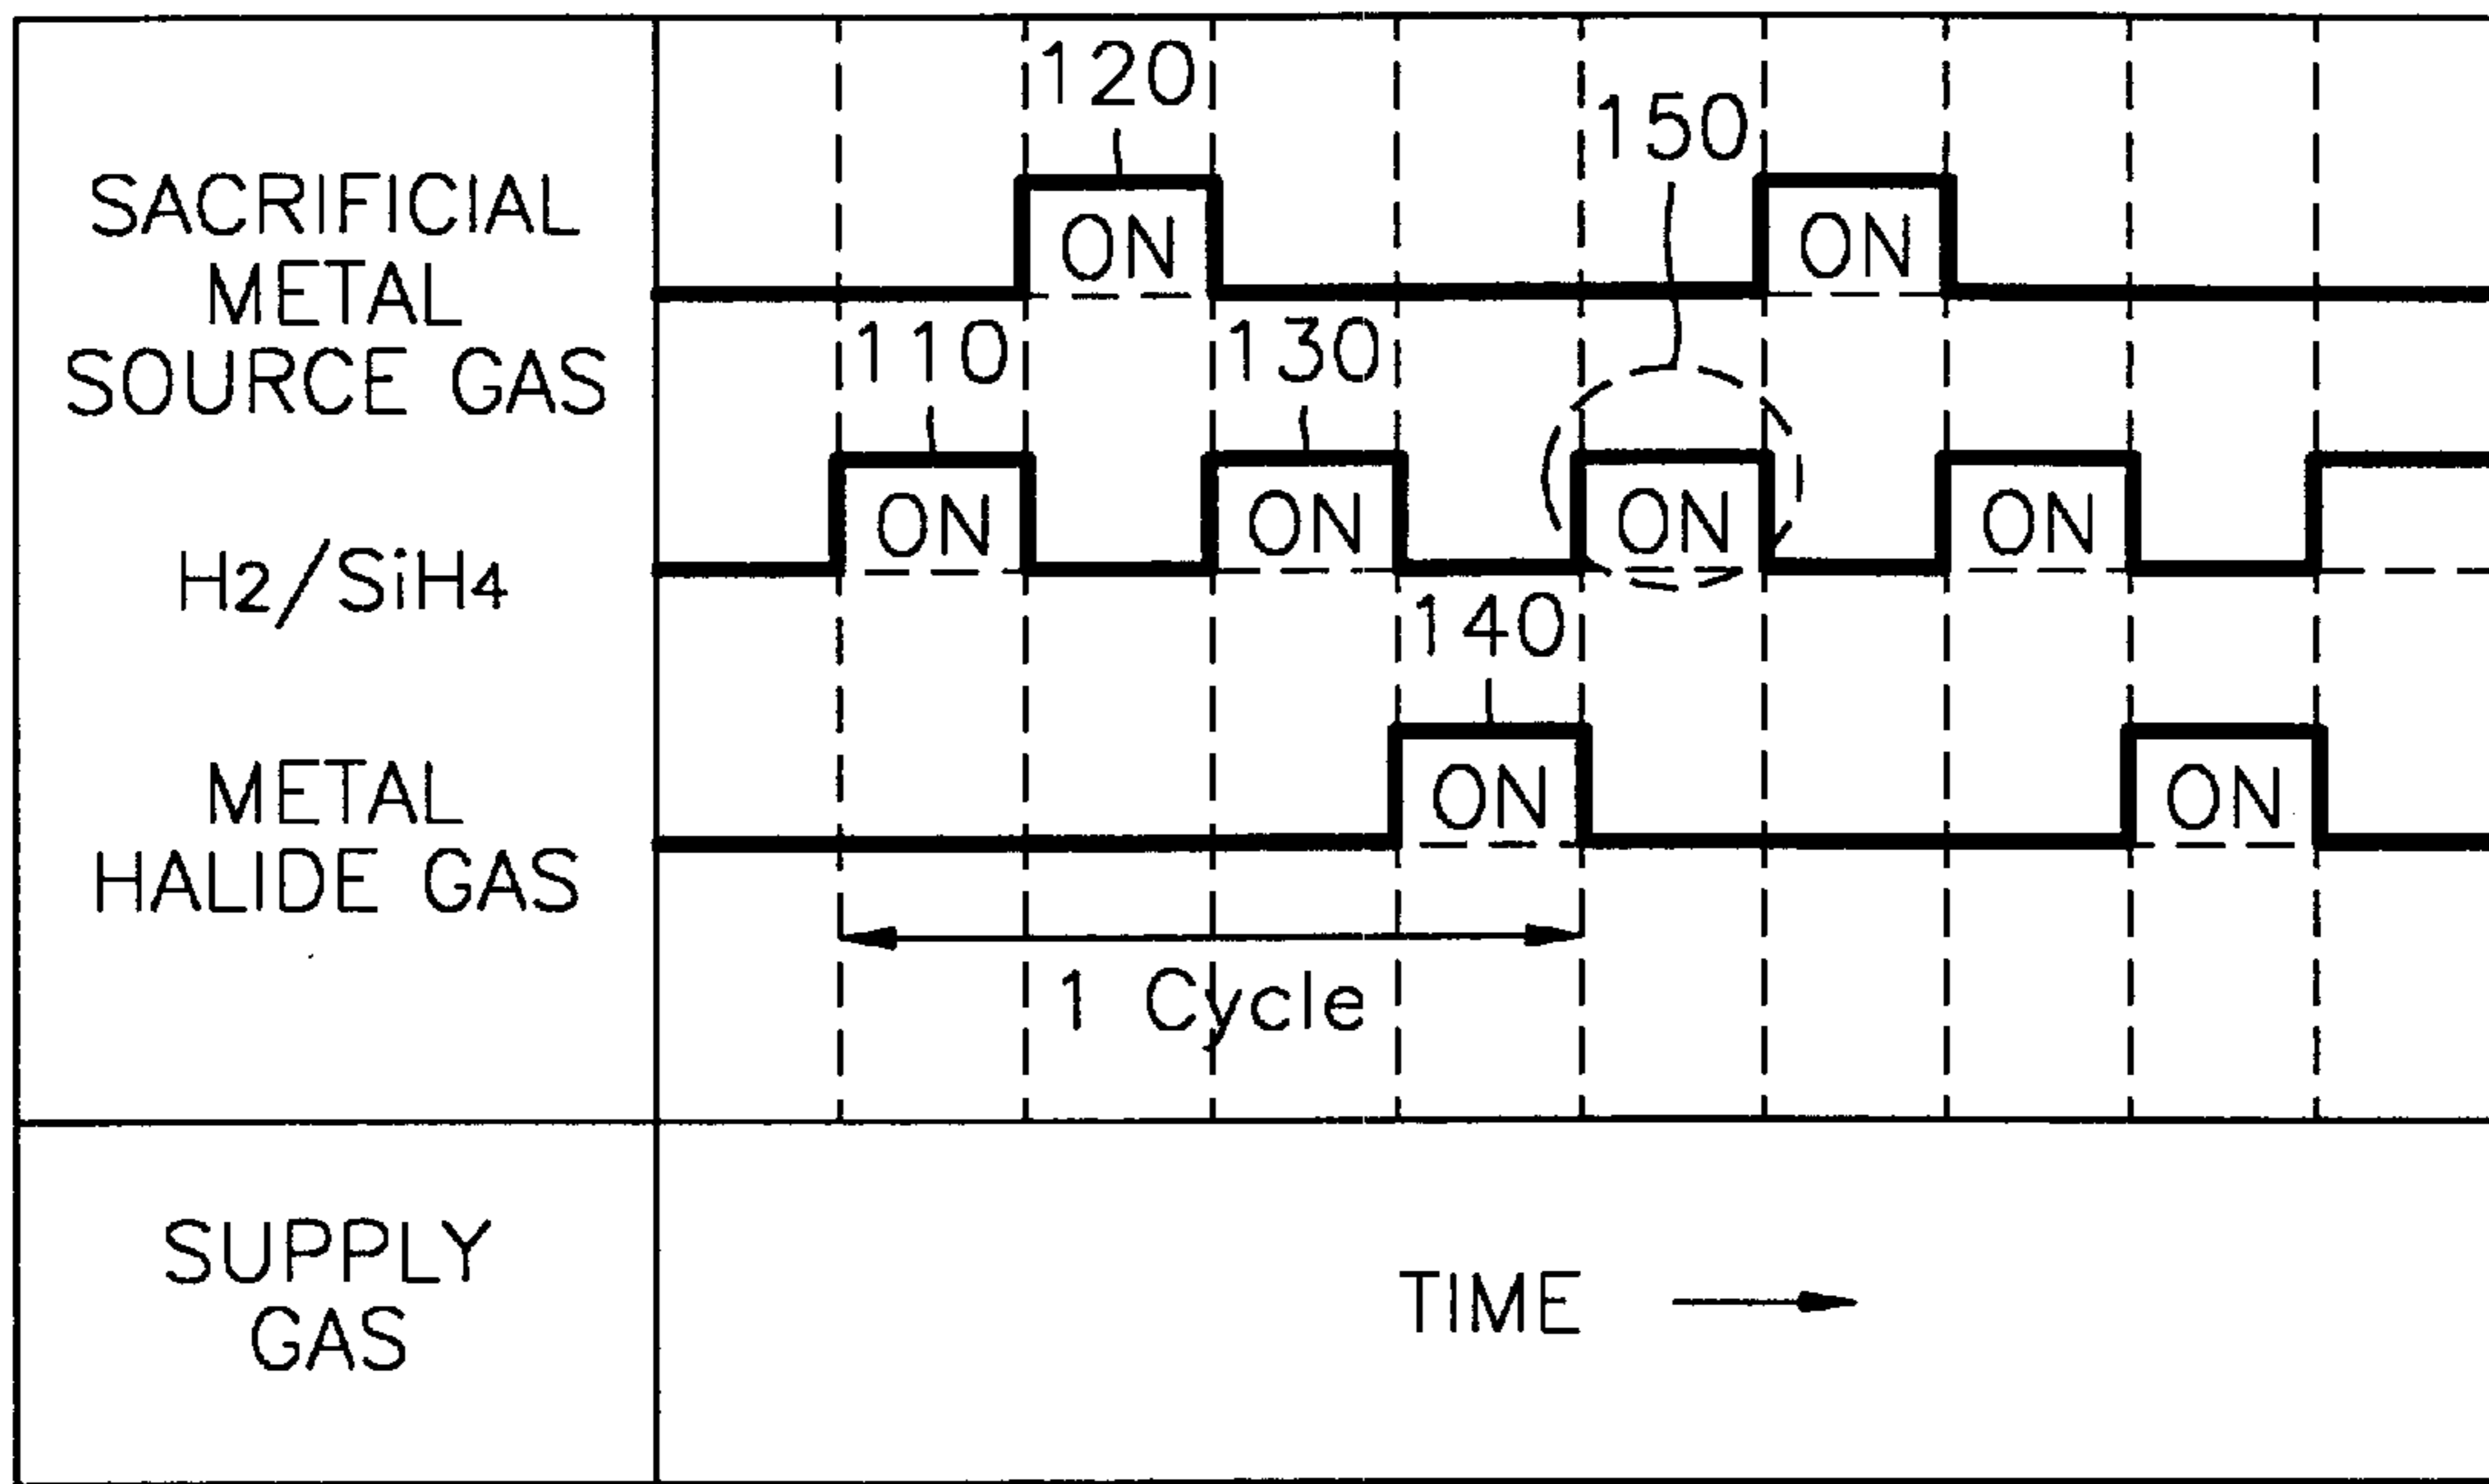 120
150
SACRIFICIAL
METAL
SOURCE GAS
ON
ON
110
130
H2/SiH4
ON
ON
ON
ON
140
METAL
HALIDE GAS
ON
ON
1 Cycle
SUPPLY
GAS
TIME